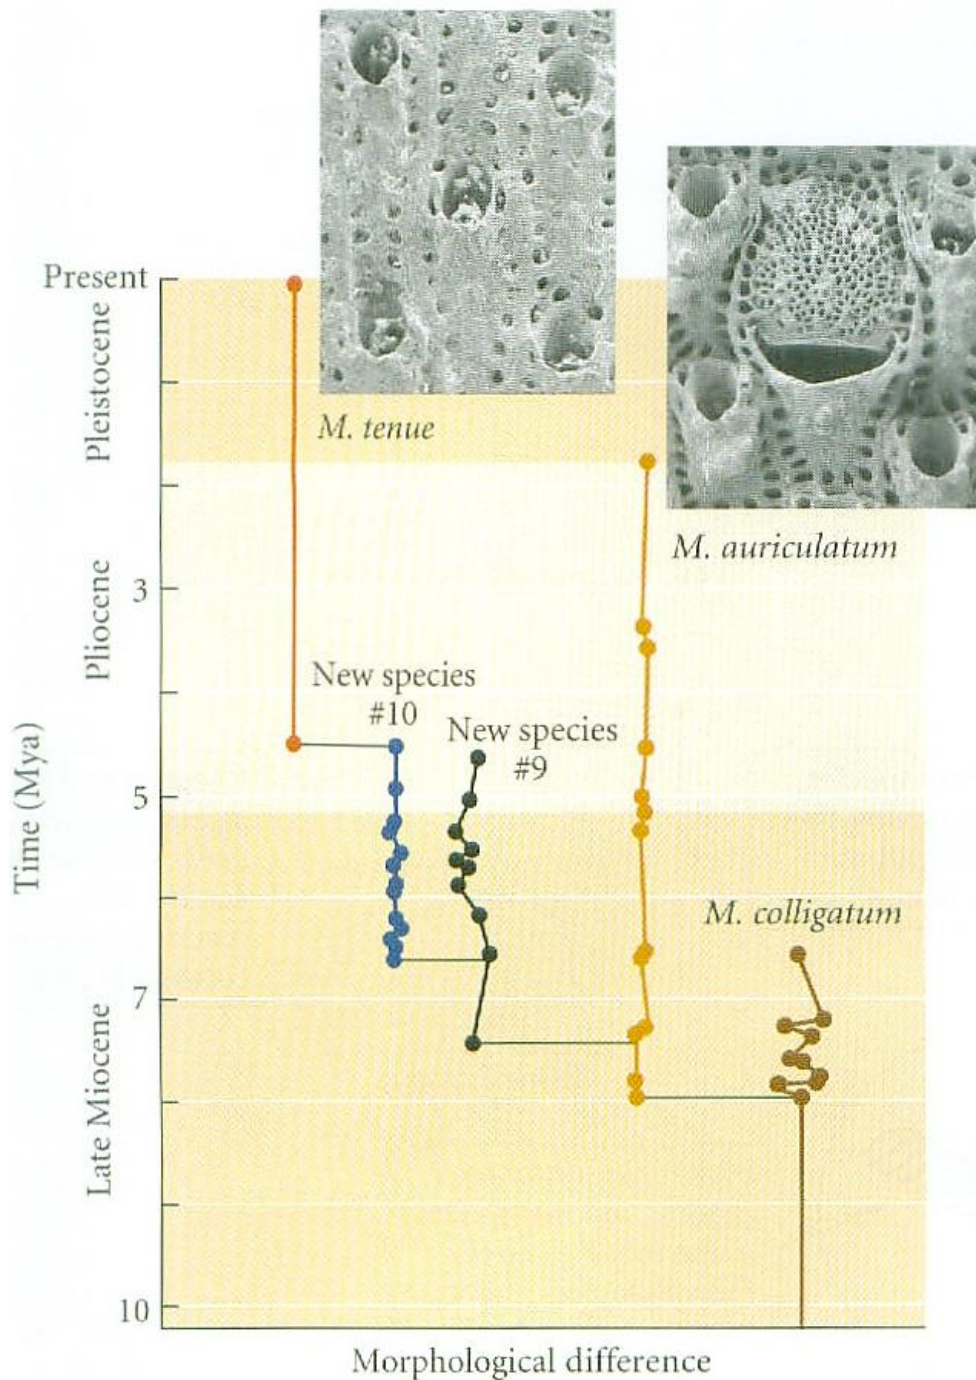 Present
Pleistocene
M. tenue
M. auriculatum
3
Pliocene
New species
#10
New species
#9
Time (Mya)
5
M. colligatum
7
Late Miocene
10
Morphological difference